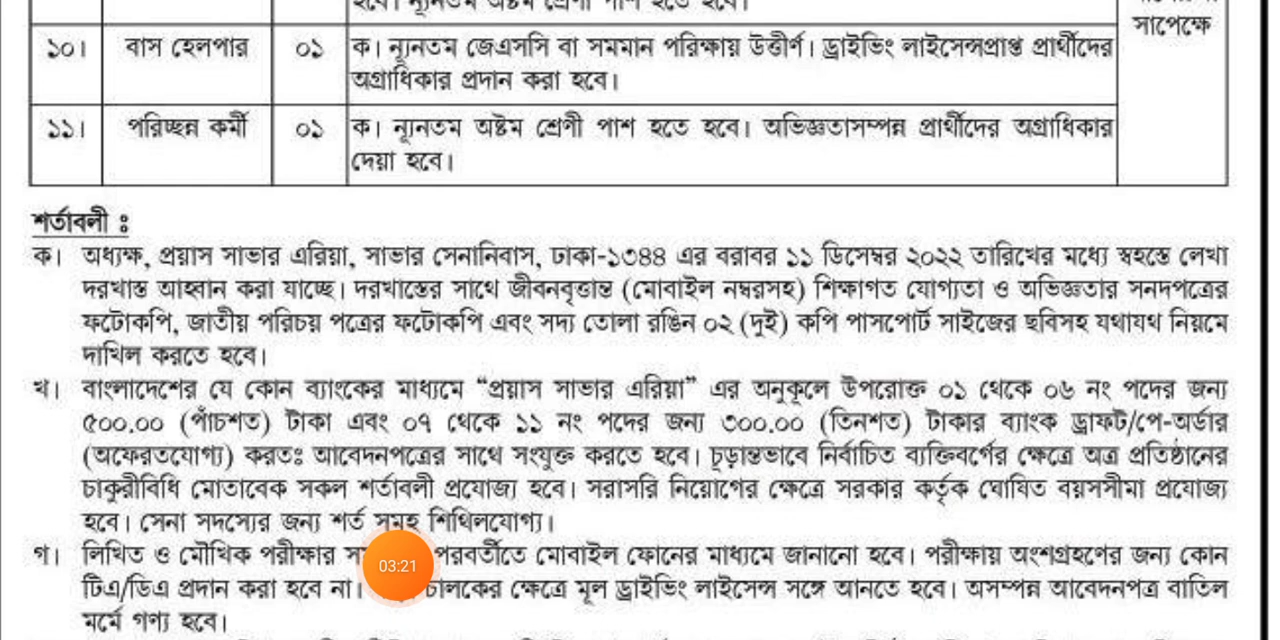 হবে। ন্যূনতম অষ্টম শ্রেণী পাশ হতে হবে।
সাপেক্ষে
১০। বাস হেলপার ০১ ক। ন্যূনতম জেএসসি বা সমমান পরিক্ষায় উত্তীর্ণ। ড্রাইভিং লাইসেন্সপ্রাপ্ত প্রার্থীদের
অগ্রাধিকার প্রদান করা হবে।
১১। পরিচ্ছন্ন কর্মী ০১ ক। ন্যূনতম অষ্টম শ্রেণী পাশ হতে হবে। অভিজ্ঞতাসম্পন্ন প্রার্থীদের অগ্রাধিকার
দেয়া হবে।
শর্তাবলী ঃ
ক। অধ্যক্ষ, প্রয়াস সাভার এরিয়া, সাভার সেনানিবাস, ঢাকা-১৩৪৪ এর বরাবর ১১ ডিসেম্বর ২০২২ তারিখের মধ্যে স্বহস্তে লেখা
দরখাস্ত আহ্বান করা যাচ্ছে। দরখাস্তের সাথে জীবনবৃত্তান্ত (মোবাইল নম্বরসহ) শিক্ষাগত যোগ্যতা ও অভিজ্ঞতার সনদপত্রের
ফটোকপি, জাতীয় পরিচয় পত্রের ফটোকপি এবং সদ্য তোলা রঙিন ০২ (দুই) কপি পাসপোর্ট সাইজের ছবিসহ যথাযথ নিয়মে
দাখিল করতে হবে।
খ। বাংলাদেশের যে কোন ব্যাংকের মাধ্যমে “প্রয়াস সাভার এরিয়া” এর অনুকূলে উপরোক্ত ০১ থেকে ০৬ নং পদের জন্য
৫০০.০০ (পাঁচশত) টাকা এবং ০৭ থেকে ১১ নং পদের জন্য ৩০০.০০ (তিনশত) টাকার ব্যাংক ড্রাফট/পে-অর্ডার
(অফেরতযোগ্য) করতঃ আবেদনপত্রের সাথে সংযুক্ত করতে হবে। চূড়ান্তভাবে নির্বাচিত ব্যক্তিবর্গের ক্ষেত্রে অত্র প্রতিষ্ঠানের
চাকুরীবিধি মোতাবেক সকল শর্তাবলী প্রযোজ্য হবে। সরাসরি নিয়োগের ক্ষেত্রে সরকার কর্তৃক ঘোষিত বয়সসীমা প্রযোজ্য
হবে। সেনা সদস্যের জন্য শর্ত সমূহ শিথিলযোগ্য।
গ। লিখিত ও মৌখিক পরীক্ষার পরবর্তীতে মোবাইল ফোনের মাধ্যমে জানানো হবে। পরীক্ষায় অংশগ্রহণের জন্য কোন
03:21
টিএ/ডিএ প্রদান করা হবে না। চালকের ক্ষেত্রে মূল ড্রাইভিং লাইসেন্স সঙ্গে আনতে হবে। অসম্পন্ন আবেদনপত্র বাতিল
মর্মে গণ্য হবে।